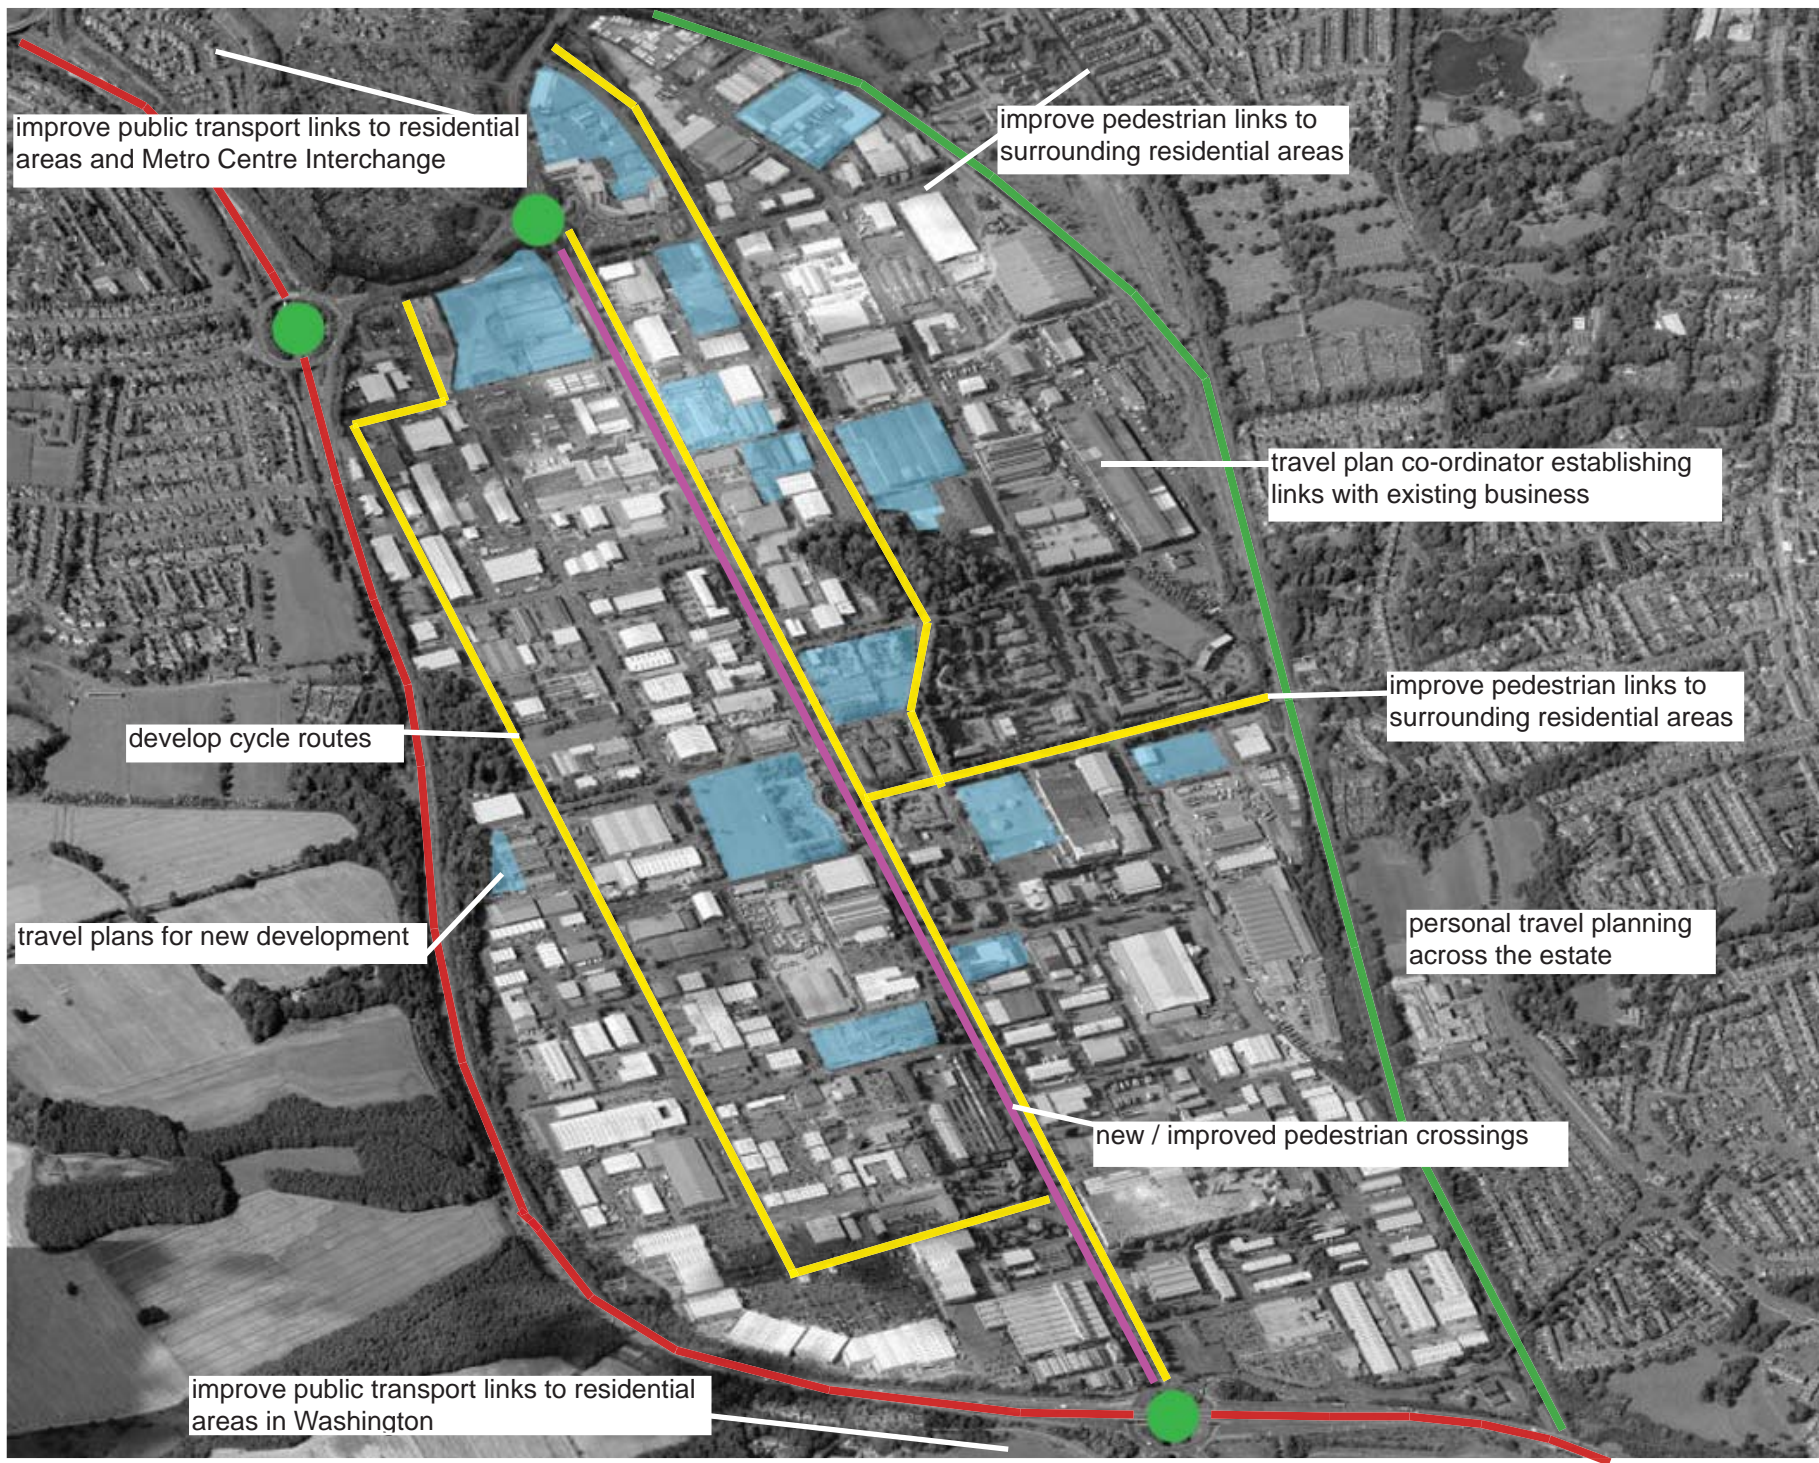 improve public transport links to residential
areas and Metro Centre Interchange
improve pedestrian links to
surrounding residential areas
travel plan co-ordinator establishing
links with existing business
improve pedestrian links to
surrounding residential areas
develop cycle routes
travel plans for new development
personal travel planning
across the estate
new / improved pedestrian crossings
improve public transport links to residential
areas in Washington